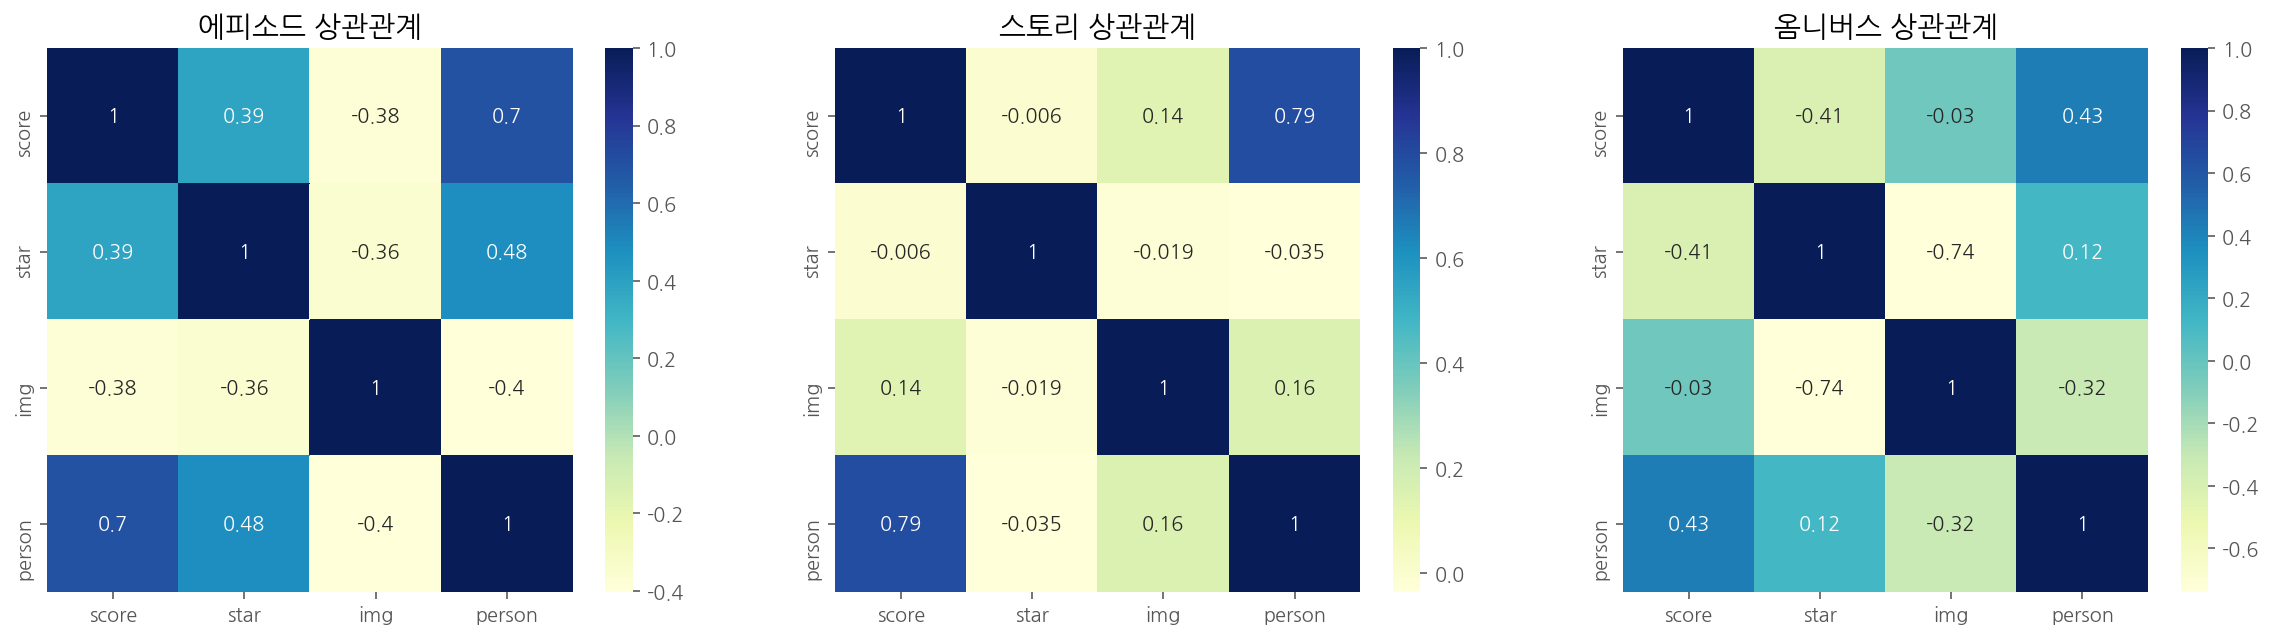 에피소드 상관관계
score 1 0.39 -0.38 0.7
star 0.39 1 -0.36 0.48
img -0.38 -0.36 1 -0.4
person 0.7 0.48 -0.4 1
score star img person
1.0
0.8
0.6
0.4
0.2
0.0
-0.2
-0.4
스토리 상관관계
score 1 -0.006 0.14 0.79
star -0.006 1 -0.019 -0.035
img 0.14 -0.019 1 0.16
person 0.79 -0.035 0.16 1
score star img person
1.0
0.8
0.6
0.4
0.2
0.0
옴니버스 상관관계
score 1 -0.41 -0.03 0.43
star -0.41 1 -0.74 0.12
img -0.03 -0.74 1 -0.32
person 0.43 0.12 -0.32 1
score star img person
1.0
0.8
0.6
0.4
0.2
0.0
-0.2
-0.4
-0.6